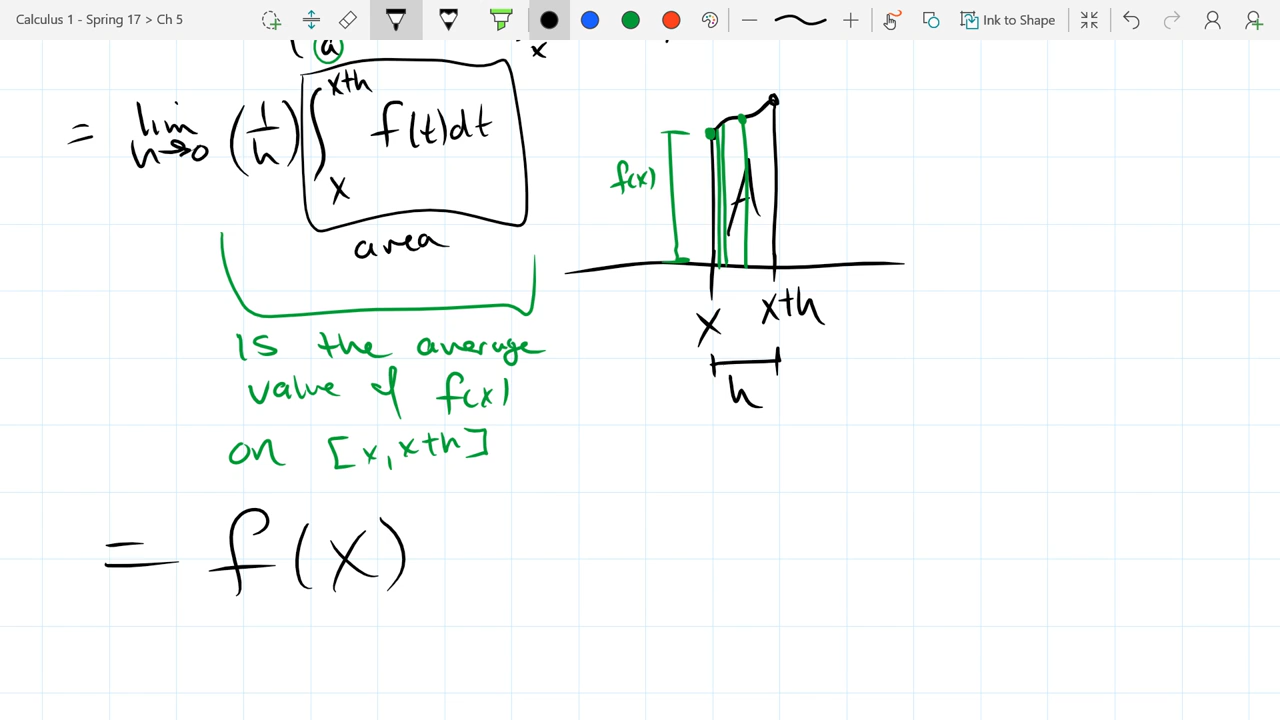 Calculus 1 - Spring 17 > Ch 5
Ink to Shape
a
x
= lim h→0 (1/h) ∫ₓˣ⁺ʰ f(t)dt
area
is the average
value of f(x)
on [x, x+h]
= f(x)
f(x)
A
x
x+h
h